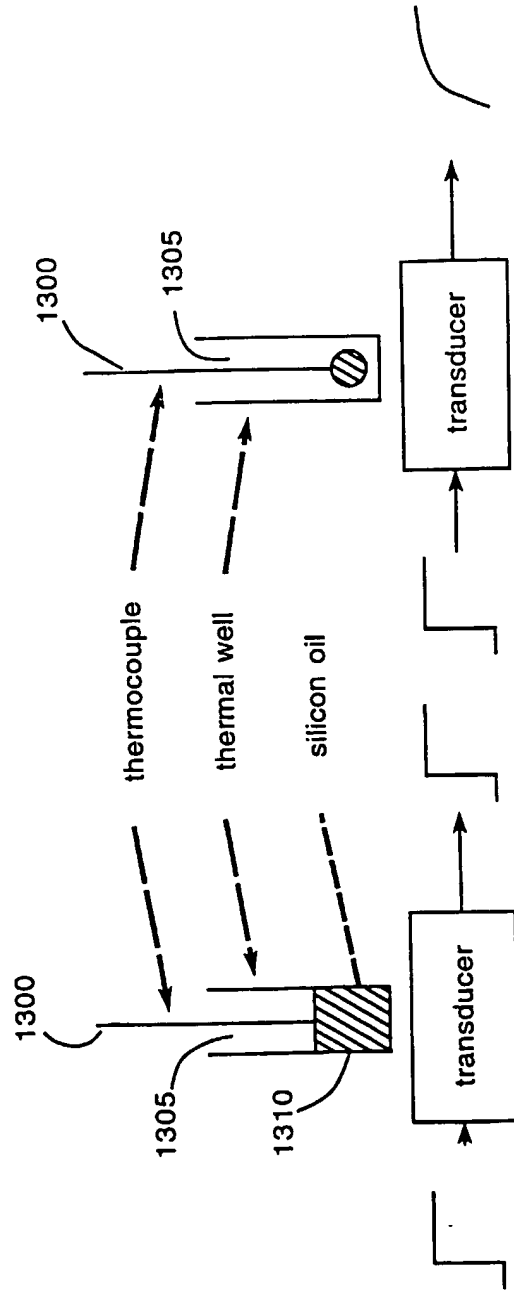 1300
1305
1310
thermocouple
thermal well
silicon oil
1300
1305
transducer
transducer